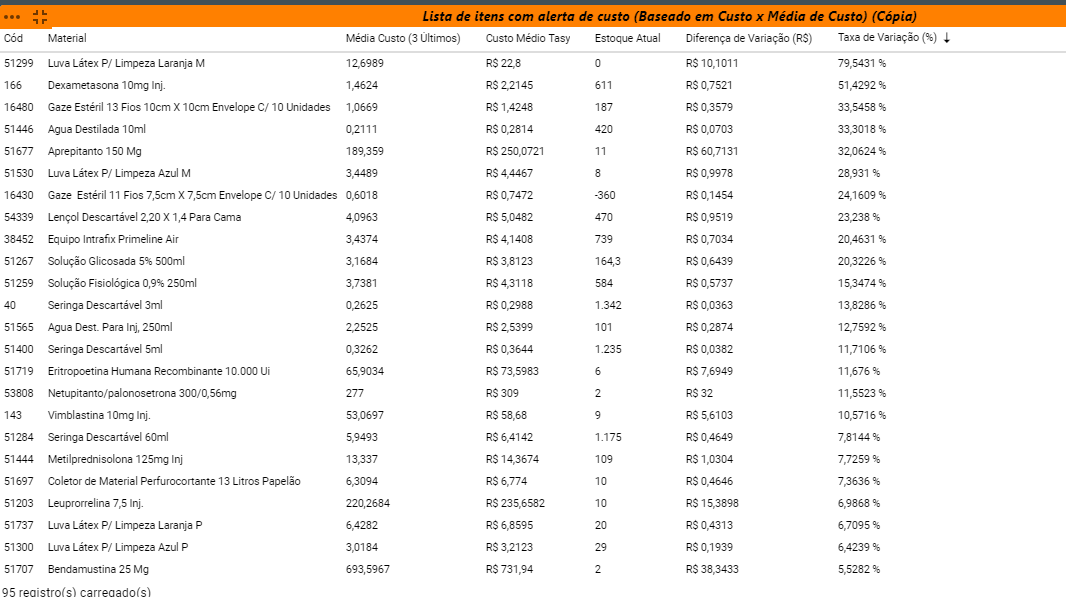 Lista de itens com alerta de custo (Baseado em Custo x Média de Custo) (Cópia)
Cód Material Média Custo (3 Últimos) Custo Médio Tasy Estoque Atual Diferença de Variação (R$) Taxa de Variação (%) ↓
51299 Luva Látex P/ Limpeza Laranja M 12,6989 R$ 22,8 0 R$ 10,1011 79,5431 %
166 Dexametasona 10mg Inj. 1,4624 R$ 2,2145 611 R$ 0,7521 51,4292 %
16480 Gaze Estéril 13 Fios 10cm X 10cm Envelope C/ 10 Unidades 1,0669 R$ 1,4248 187 R$ 0,3579 33,5458 %
51446 Agua Destilada 10ml 0,2111 R$ 0,2814 420 R$ 0,0703 33,3018 %
51677 Aprepitanto 150 Mg 189,359 R$ 250,0721 11 R$ 60,7131 32,0624 %
51530 Luva Látex P/ Limpeza Azul M 3,4489 R$ 4,4467 8 R$ 0,9978 28,931 %
16430 Gaze Estéril 11 Fios 7,5cm X 7,5cm Envelope C/ 10 Unidades 0,6018 R$ 0,7472 -360 R$ 0,1454 24,1609 %
54339 Lençol Descartável 2,20 X 1,4 Para Cama 4,0963 R$ 5,0482 470 R$ 0,9519 23,238 %
38452 Equipo Intrafix Primeline Air 3,4374 R$ 4,1408 739 R$ 0,7034 20,4631 %
51267 Solução Glicosada 5% 500ml 3,1684 R$ 3,8123 164,3 R$ 0,6439 20,3226 %
51259 Solução Fisiológica 0,9% 250ml 3,7381 R$ 4,3118 584 R$ 0,5737 15,3474 %
40 Seringa Descartável 3ml 0,2625 R$ 0,2988 1.342 R$ 0,0363 13,8286 %
51565 Agua Dest. Para Inj, 250ml 2,2525 R$ 2,5399 101 R$ 0,2874 12,7592 %
51400 Seringa Descartável 5ml 0,3262 R$ 0,3644 1.235 R$ 0,0382 11,7106 %
51719 Eritropoetina Humana Recombinante 10.000 Ui 65,9034 R$ 73,5983 6 R$ 7,6949 11,676 %
53808 Netupitanto/palonosetrona 300/0,56mg 277 R$ 309 2 R$ 32 11,5523 %
143 Vimblastina 10mg Inj. 53,0697 R$ 58,68 9 R$ 5,6103 10,5716 %
51284 Seringa Descartável 60ml 5,9493 R$ 6,4142 1.175 R$ 0,4649 7,8144 %
51444 Metilprednisolona 125mg Inj 13,337 R$ 14,3674 109 R$ 1,0304 7,7259 %
51697 Coletor de Material Perfurocortante 13 Litros Papelão 6,3094 R$ 6,774 10 R$ 0,4646 7,3636 %
51203 Leuprorrelina 7,5 Inj. 220,2684 R$ 235,6582 10 R$ 15,3898 6,9868 %
51737 Luva Látex P/ Limpeza Laranja P 6,4282 R$ 6,8595 20 R$ 0,4313 6,7095 %
51300 Luva Látex P/ Limpeza Azul P 3,0184 R$ 3,2123 29 R$ 0,1939 6,4239 %
51707 Bendamustina 25 Mg 693,5967 R$ 731,94 2 R$ 38,3433 5,5282 %
95 registro(s) carregado(s)